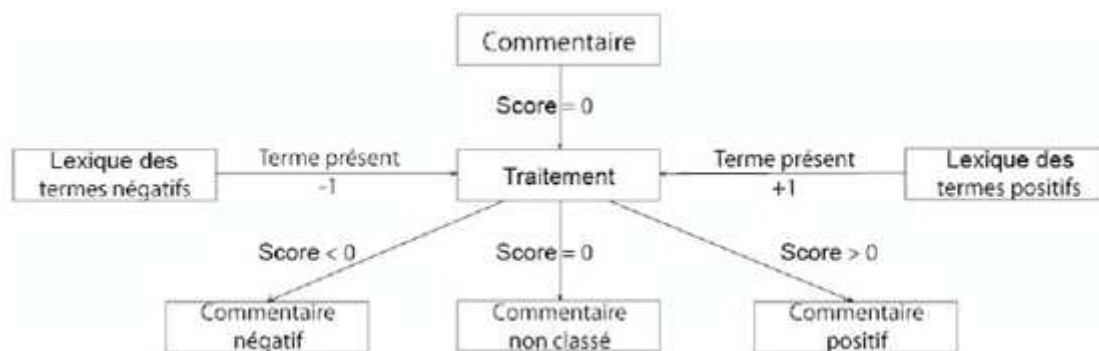 Commentaire
Score = 0
Lexique des
termes négatifs
Terme présent
-1
Traitement
Terme présent
+1
Lexique des
termes positifs
Score < 0
Score = 0
Score > 0
Commentaire
négatif
Commentaire
non classé
Commentaire
positif